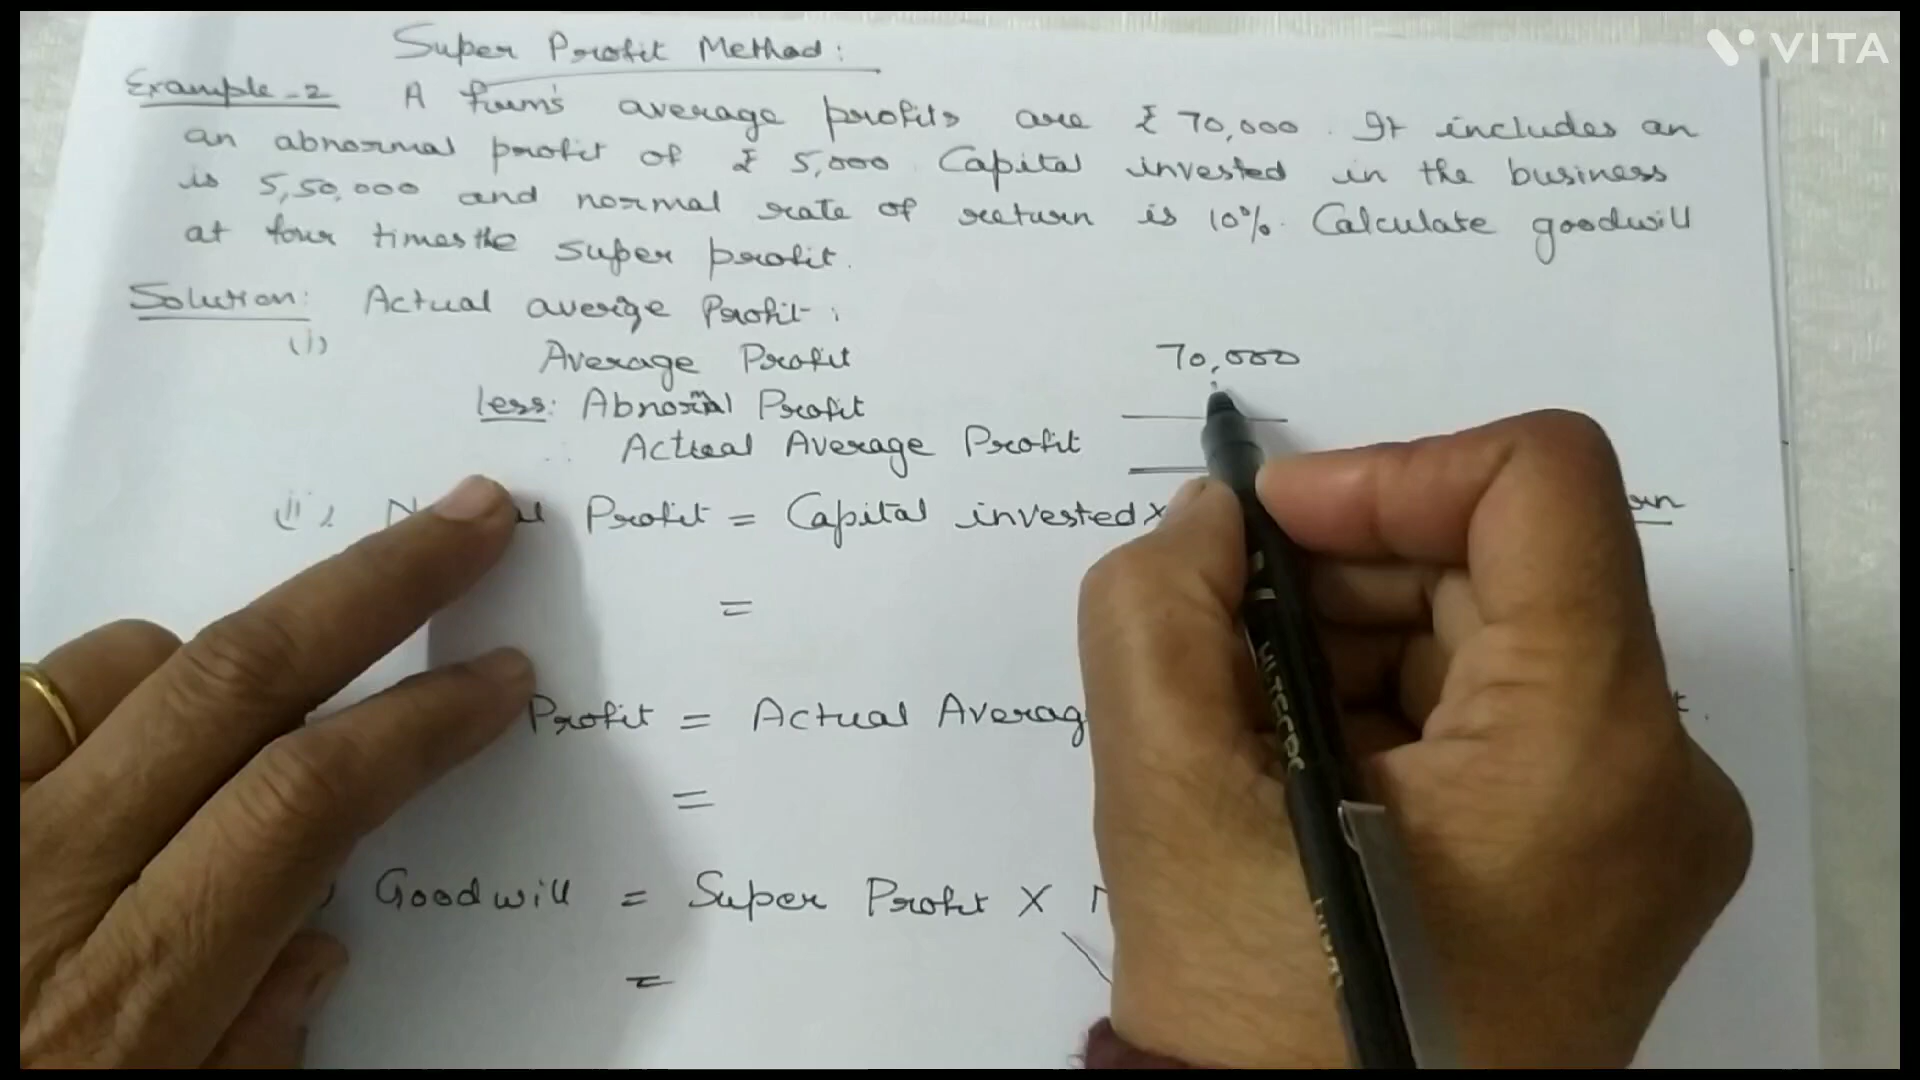 VITA
Super Profit Method:
Example-2 A firm's average profits are ₹ 70,000. It includes an
an abnormal profit of ₹ 5,000 Capital invested in the business
is 5,50,000 and normal rate of return is 10%. Calculate goodwill
at four times the super profit.
Solution: Actual averige Profit:
(i)
Average Profit 70,000
less: Abnormal Profit
Actual Average Profit
(ii) Profit = Capital invested ×
=
Profit = Actual
=
Goodwill = Super Profit X
=
ULTEC